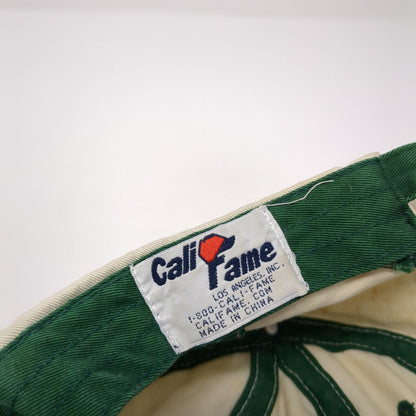 Cali Fame
LOS ANGELES, INC.
1-800-CALI-FAME
CALIFAME.COM
MADE IN CHINA